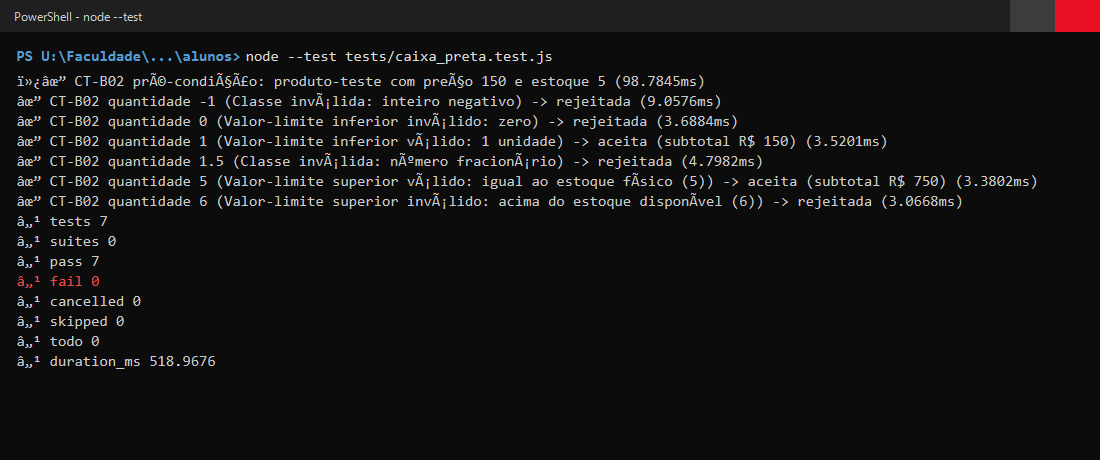 PowerShell - node --test
PS U:\Faculdade\...\alunos> node --test tests/caixa_preta.test.js
ï»¿âœ” CT-B02 prÃ©-condiÃ§Ã£o: produto-teste com preÃ§o 150 e estoque 5 (98.7845ms)
âœ” CT-B02 quantidade -1 (Classe invÃ¡lida: inteiro negativo) -> rejeitada (9.0576ms)
âœ” CT-B02 quantidade 0 (Valor-limite inferior invÃ¡lido: zero) -> rejeitada (3.6884ms)
âœ” CT-B02 quantidade 1 (Valor-limite inferior vÃ¡lido: 1 unidade) -> aceita (subtotal R$ 150) (3.5201ms)
âœ” CT-B02 quantidade 1.5 (Classe invÃ¡lida: nÃºmero fracionÃ¡rio) -> rejeitada (4.7982ms)
âœ” CT-B02 quantidade 5 (Valor-limite superior vÃ¡lido: igual ao estoque fÃsico (5)) -> aceita (subtotal R$ 750) (3.3802ms)
âœ” CT-B02 quantidade 6 (Valor-limite superior invÃ¡lido: acima do estoque disponÃvel (6)) -> rejeitada (3.0668ms)
â„¹ tests 7
â„¹ suites 0
â„¹ pass 7
â„¹ fail 0
â„¹ cancelled 0
â„¹ skipped 0
â„¹ todo 0
â„¹ duration_ms 518.9676